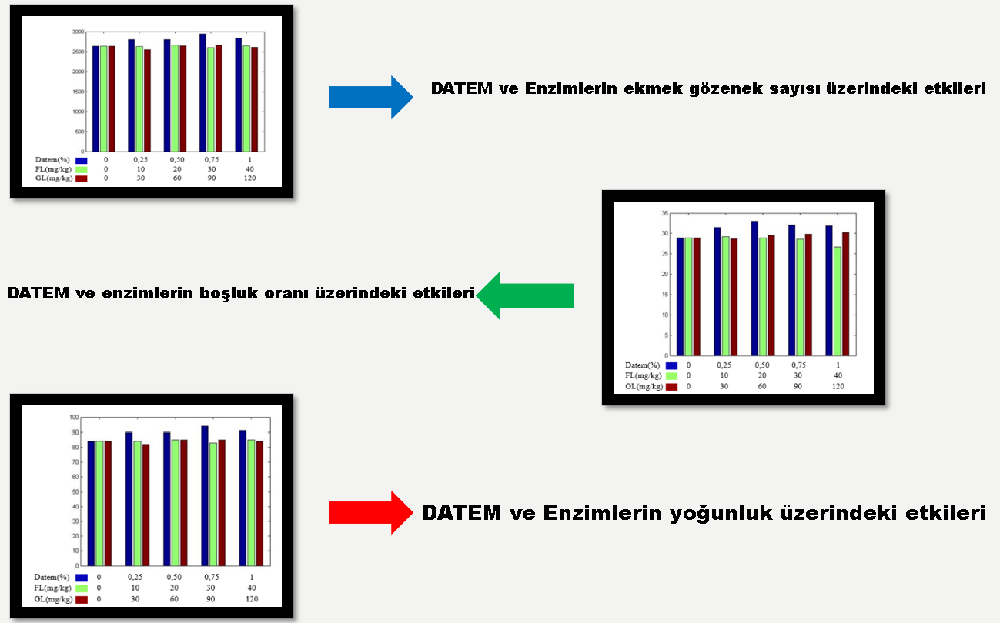 3000
2500
2000
1500
1000
500
0
Datem(%) 0 0,25 0,50 0,75 1
FL(mg/kg) 0 10 20 30 40
GL(mg/kg) 0 30 60 90 120
DATEM ve Enzimlerin ekmek gözenek sayısı üzerindeki etkileri
35
30
25
20
15
10
5
0
Datem(%) 0 0,25 0,50 0,75 1
FL(mg/kg) 0 10 20 30 40
GL(mg/kg) 0 30 60 90 120
DATEM ve enzimlerin boşluk oranı üzerindeki etkileri
100
90
80
70
60
50
40
30
20
10
0
Datem(%) 0 0,25 0,50 0,75 1
FL(mg/kg) 0 10 20 30 40
GL(mg/kg) 0 30 60 90 120
DATEM ve Enzimlerin yoğunluk üzerindeki etkileri